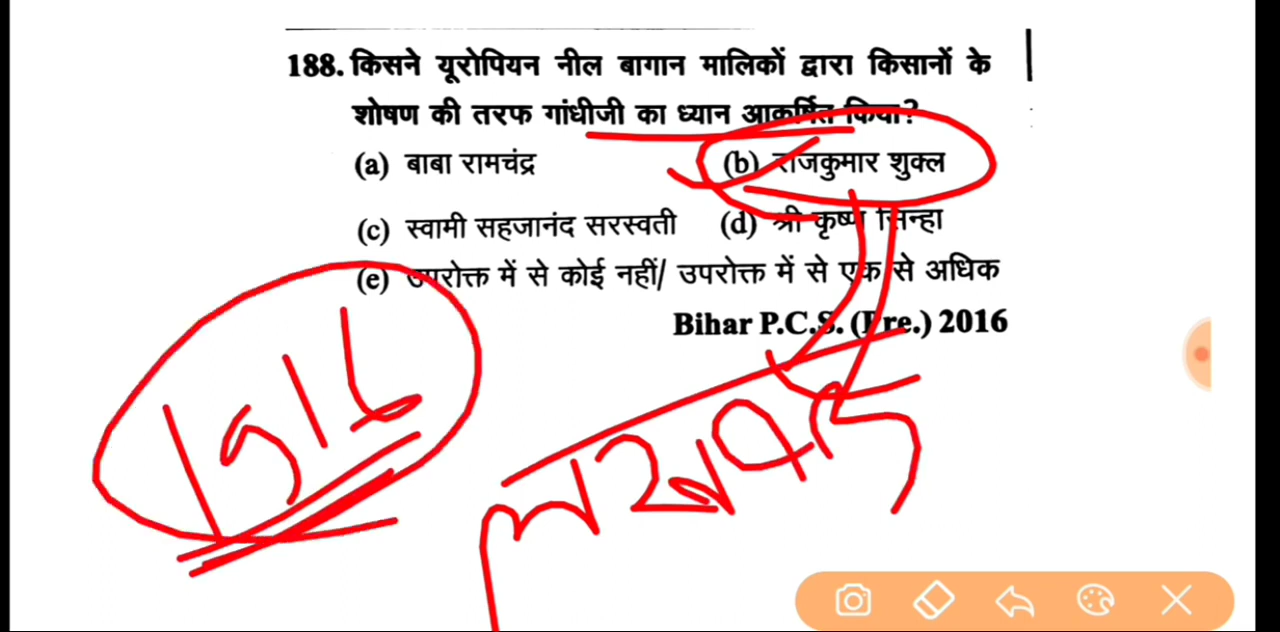 188. किसने यूरोपियन नील बागान मालिकों द्वारा किसानों के
शोषण की तरफ गांधीजी का ध्यान आकर्षित किया?
(a) बाबा रामचंद्र (b) राजकुमार शुक्ल
(c) स्वामी सहजानंद सरस्वती (d) श्री कृष्ण सिन्हा
(e) उपरोक्त में से कोई नहीं/ उपरोक्त में से एक से अधिक
Bihar P.C.S. (Pre.) 2016
1916